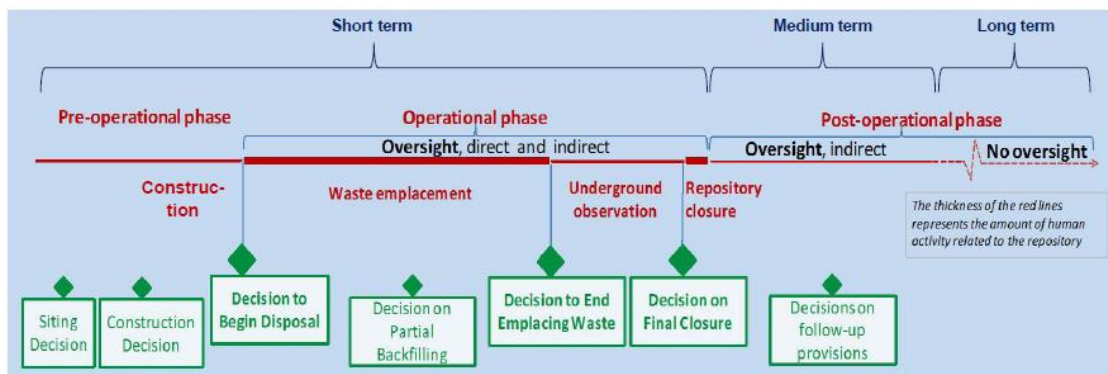 Short term
Medium term
Long term
Pre-operational phase
Operational phase
Post-operational phase
Oversight, direct and indirect
Oversight, indirect
No oversight
Construc-
tion
Waste emplacement
Underground
observation
Repository
closure
The thickness of the red lines
represents the amount of human
activity related to the repository
Siting
Decision
Construction
Decision
Decision to
Begin Disposal
Decision on
Partial
Backfilling
Decision to End
Emplacing Waste
Decision on
Final Closure
Decisions on
follow-up
provisions